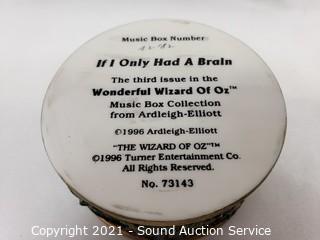 Music Box Number
If I Only Had A Brain
The third issue in the
Wonderful Wizard Of Oz™
Music Box Collection
from Ardleigh-Elliott
©1996 Ardleigh-Elliott
"THE WIZARD OF OZ"™
©1996 Turner Entertainment Co.
All Rights Reserved.
No. 73143
Copyright 2021 - Sound Auction Service